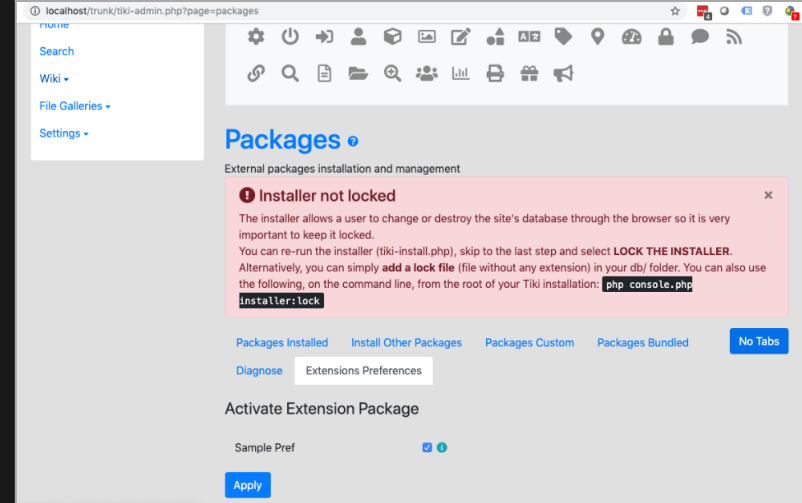 localhost/trunk/tiki-admin.php?page=packages
4
?
?
Home
Search
Wiki
File Galleries
Settings
Packages ?
External packages installation and management
Installer not locked ×
The installer allows a user to change or destroy the site's database through the browser so it is very
important to keep it locked.
You can re-run the installer (tiki-install.php), skip to the last step and select LOCK THE INSTALLER.
Alternatively, you can simply add a lock file (file without any extension) in your db/ folder. You can also use
the following, on the command line, from the root of your Tiki installation: php console.php
installer:lock
Packages Installed Install Other Packages Packages Custom Packages Bundled No Tabs
Diagnose Extensions Preferences
Activate Extension Package
Sample Pref
Apply